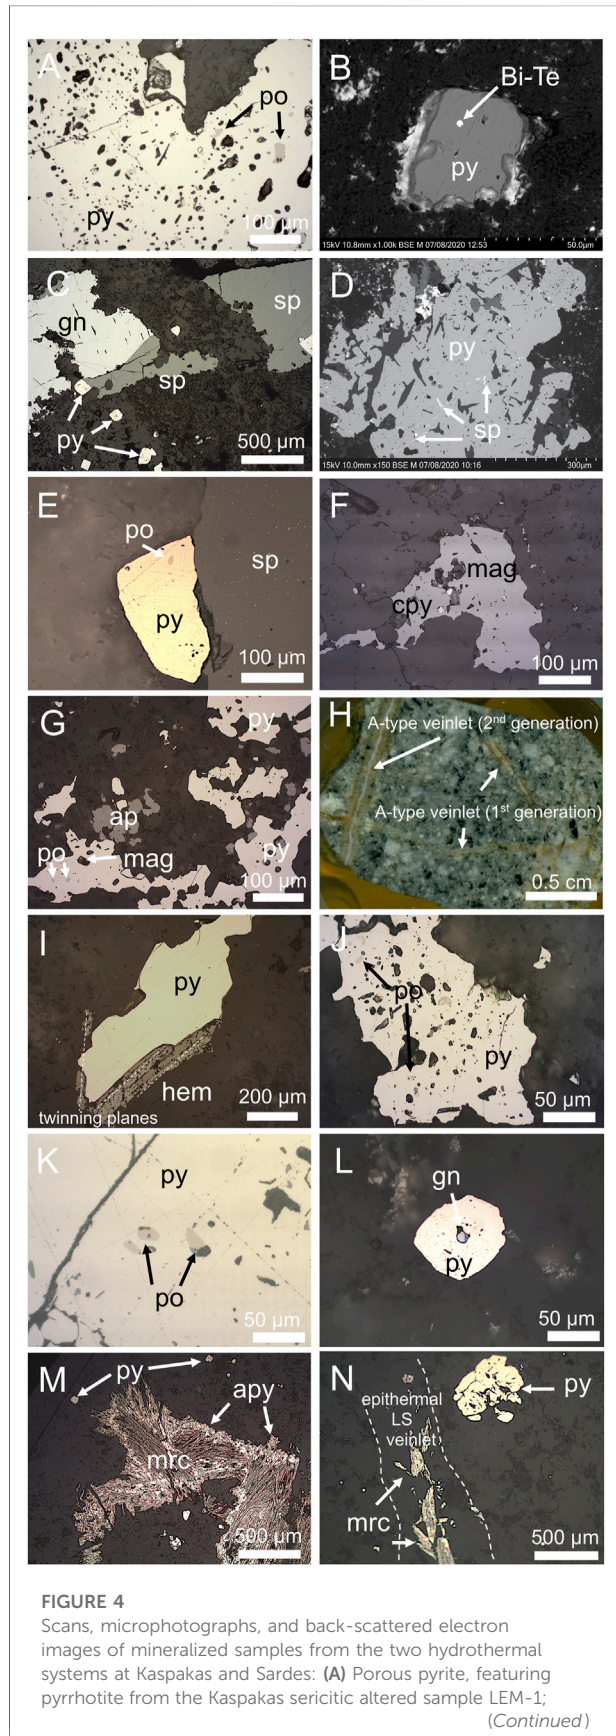 A
po
py
100 µm
B
Bi-Te
py
15kV 10.8mm x1.00k BSE M 07/08/2020 12:53
50.0µm
C
gn
sp
sp
py
500 µm
D
py
sp
15kV 10.0mm x150 BSE M 07/08/2020 10:16
300µm
E
po
sp
py
100 µm
F
mag
cpy
100 µm
G
py
ap
po
mag
py
100 µm
H
A-type veinlet (2nd generation)
A-type veinlet (1st generation)
0.5 cm
I
py
hem
twinning planes
200 µm
J
po
py
50 µm
K
py
po
50 µm
L
gn
py
50 µm
M
py
apy
mrc
500 µm
N
epithermal
LS
veinlet
py
mrc
500 µm
FIGURE 4
Scans, microphotographs, and back-scattered electron
images of mineralized samples from the two hydrothermal
systems at Kaspakas and Sardes: (A) Porous pyrite, featuring
pyrrhotite from the Kaspakas sericitic altered sample LEM-1;
(Continued)